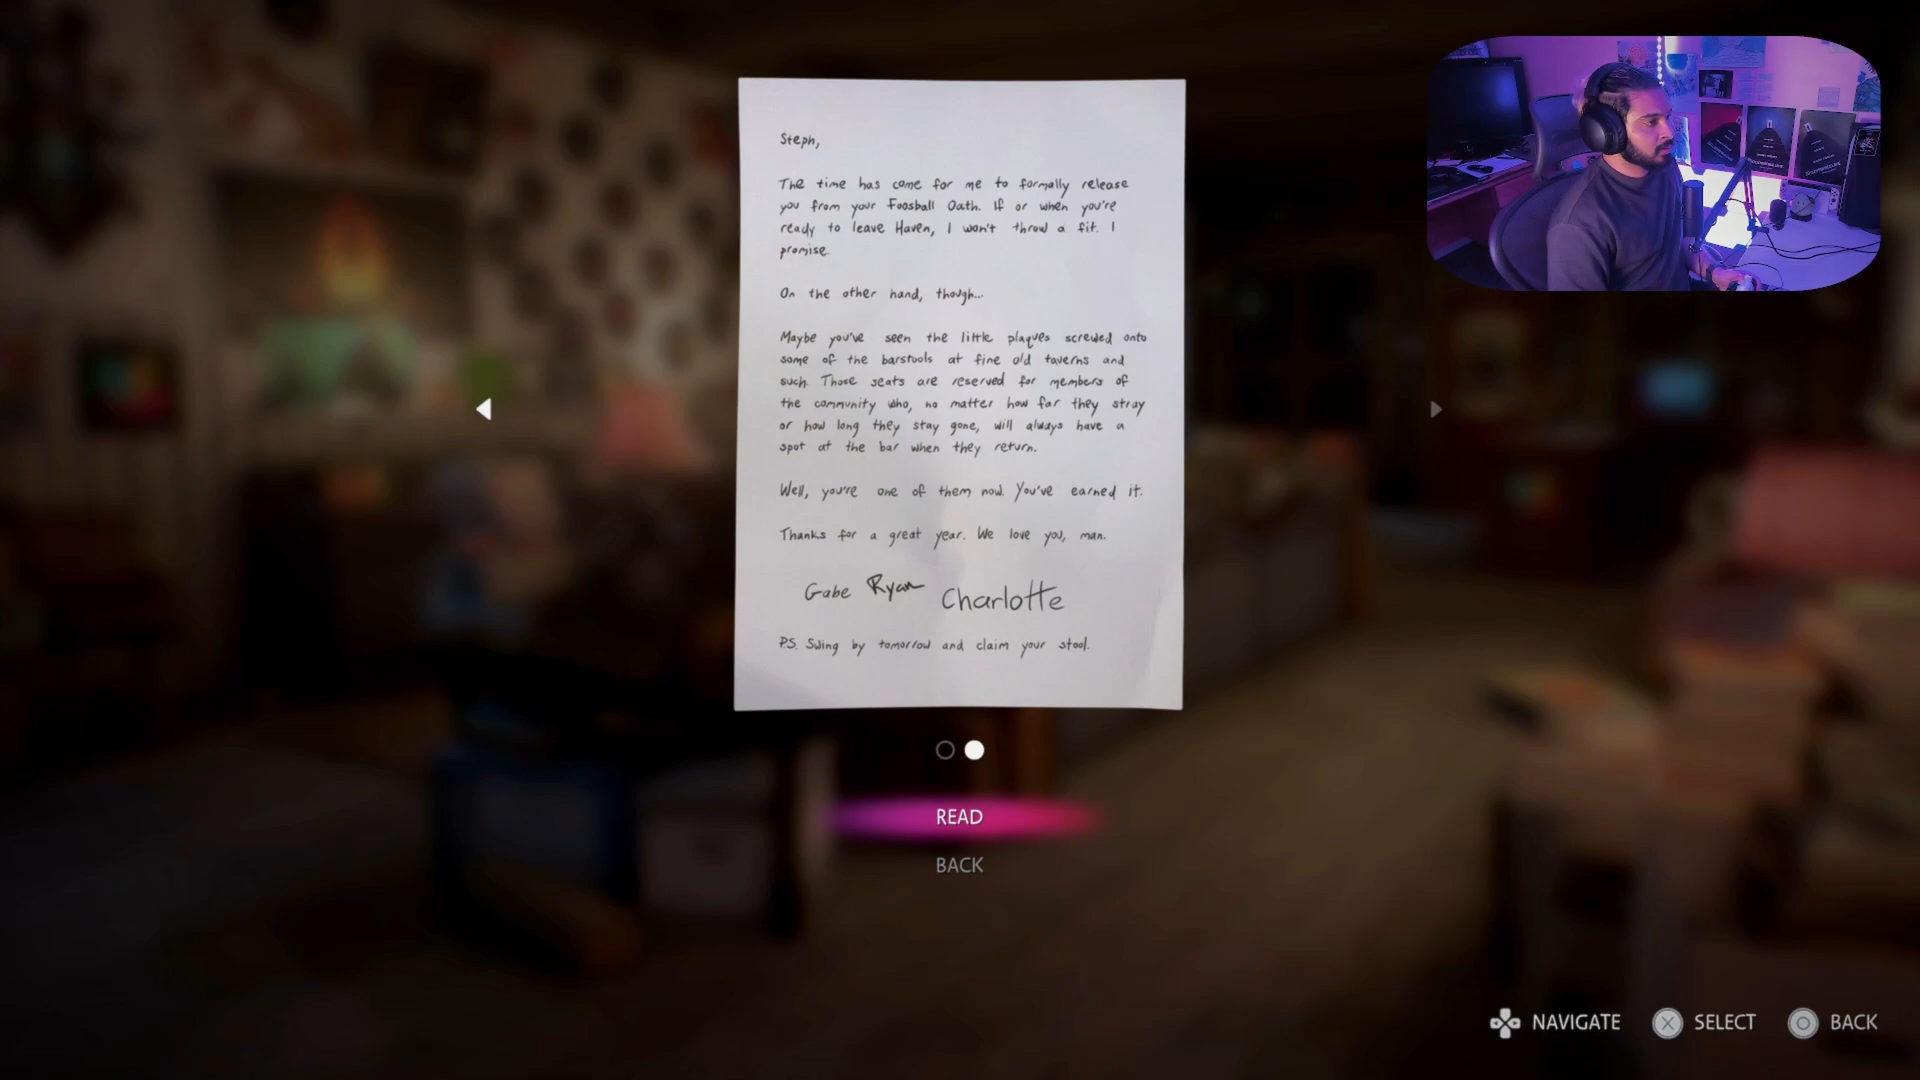 Steph,
The time has come for me to formally release
you from your Foosball Oath. If or when you're
ready to leave Haven, I won't throw a fit. I
promise.
On the other hand, though...
Maybe you've seen the little plaques screwed onto
some of the barstools at fine old taverns and
such. Those seats are reserved for members of
the community who, no matter how far they stray
or how long they stay gone, will always have a
spot at the bar when they return.
Well, you're one of them now. You've earned it.
Thanks for a great year. We love you, man.
Gabe Ryan Charlotte
P.S. Swing by tomorrow and claim your stool.
READ
BACK
NAVIGATE SELECT BACK